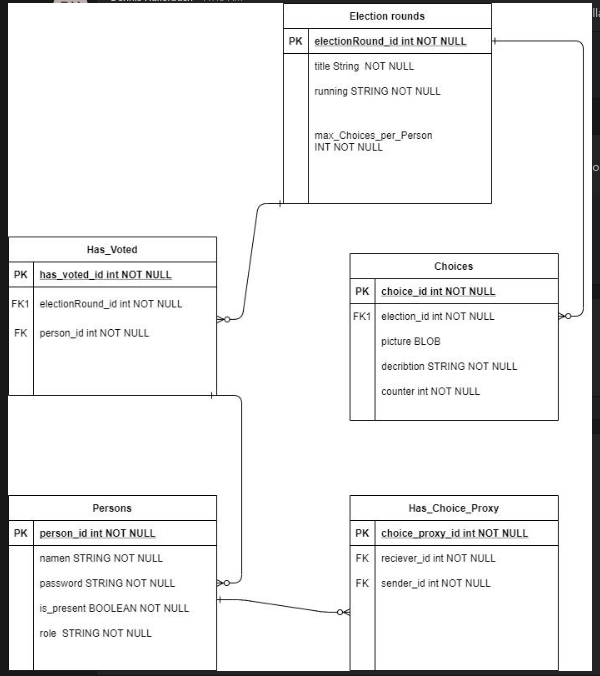 Election rounds
PK electionRound_id int NOT NULL
title String NOT NULL
running STRING NOT NULL
max_Choices_per_Person
INT NOT NULL
Has_Voted
PK has_voted_id int NOT NULL
FK1 electionRound_id int NOT NULL
FK person_id int NOT NULL
Choices
PK choice_id int NOT NULL
FK1 election_id int NOT NULL
picture BLOB
decribtion STRING NOT NULL
counter int NOT NULL
Persons
PK person_id int NOT NULL
namen STRING NOT NULL
password STRING NOT NULL
is_present BOOLEAN NOT NULL
role STRING NOT NULL
Has_Choice_Proxy
PK choice_proxy_id int NOT NULL
FK reciever_id int NOT NULL
FK sender_id int NOT NULL